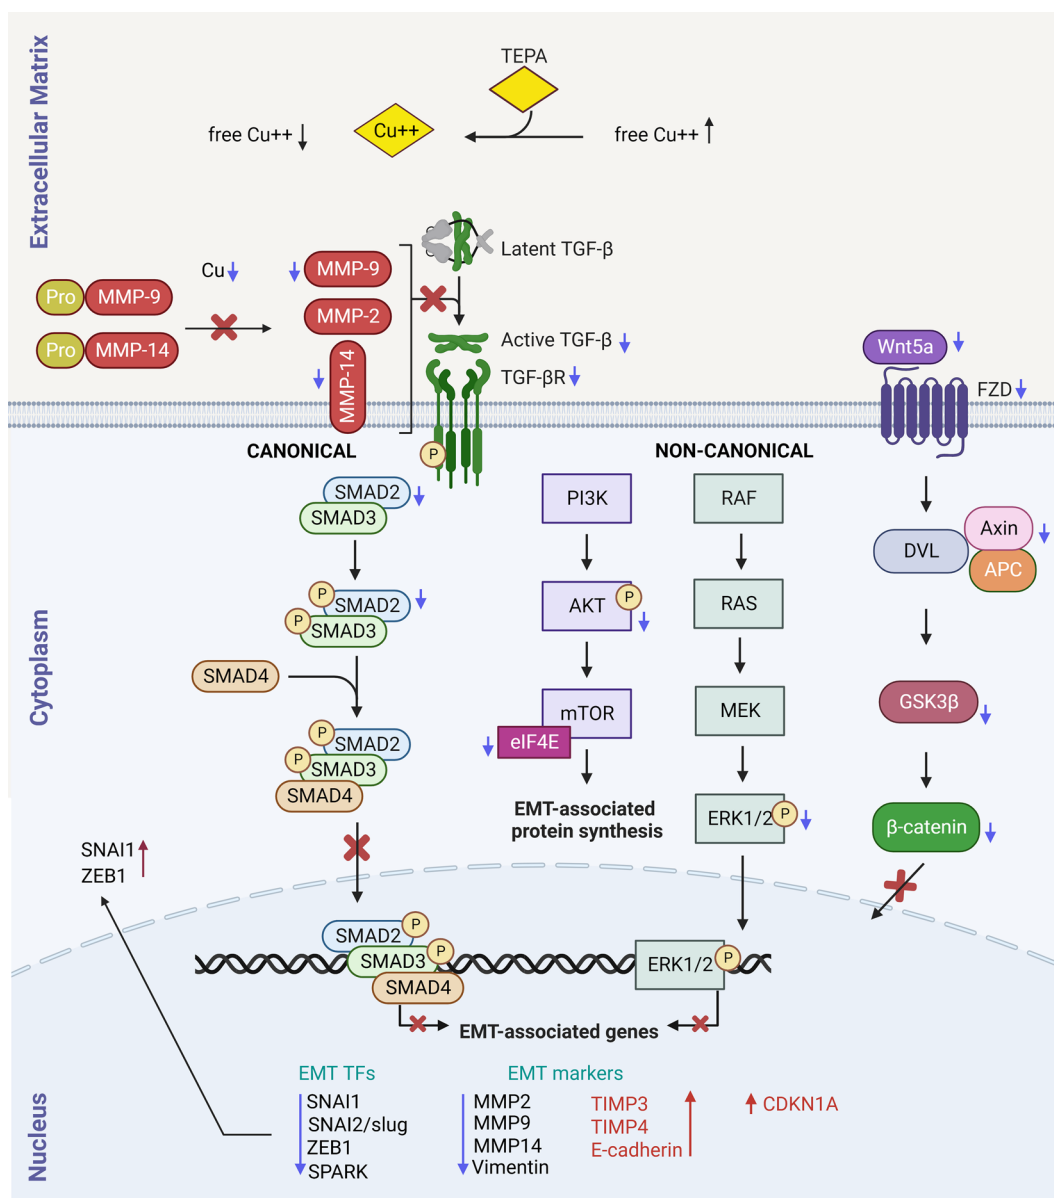 Extracellular Matrix
TEPA
free Cu++
Cu++
free Cu++
Latent TGF-β
Cu
Pro MMP-9
Pro MMP-14
MMP-9
MMP-2
MMP-14
Active TGF-β
TGF-βR
Wnt5a
FZD
CANONICAL
NON-CANONICAL
P
Cytoplasm
SMAD2
SMAD3
P
SMAD2
P
SMAD3
SMAD4
P
SMAD2
P
SMAD3
SMAD4
PI3K
AKT
P
mTOR
eIF4E
EMT-associated
protein synthesis
RAF
RAS
MEK
ERK1/2
P
DVL
Axin
APC
GSK3β
β-catenin
SNAI1
ZEB1
Nucleus
P
SMAD2
P
SMAD3
SMAD4
ERK1/2
P
EMT-associated genes
EMT TFs
SNAI1
SNAI2/slug
ZEB1
SPARK
EMT markers
MMP2
MMP9
MMP14
Vimentin
TIMP3
TIMP4
E-cadherin
CDKN1A